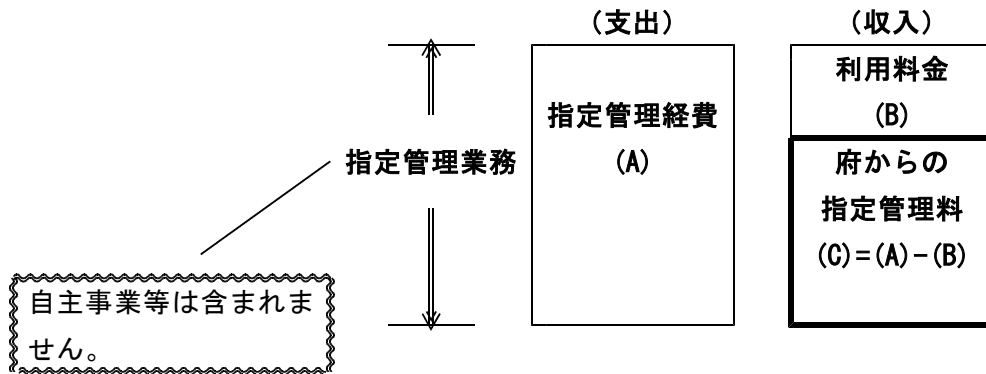 （支出）
（収入）
利用料金
(B)
指定管理経費
(A)
指定管理業務
府からの
指定管理料
(C)=(A)-(B)
自主事業等は含まれま
せん。